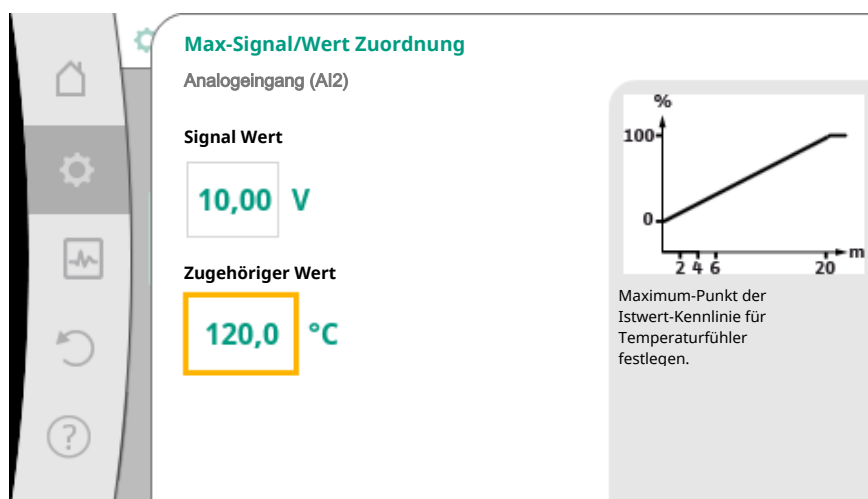 Max-Signal/Wert Zuordnung
Analogeingang (AI2)
Signal Wert
10,00 V
Zugehöriger Wert
120,0 °C
%
100
0
2 4 6 20
m
Maximum-Punkt der
Istwert-Kennlinie für
Temperaturfühler
festlegen.
?